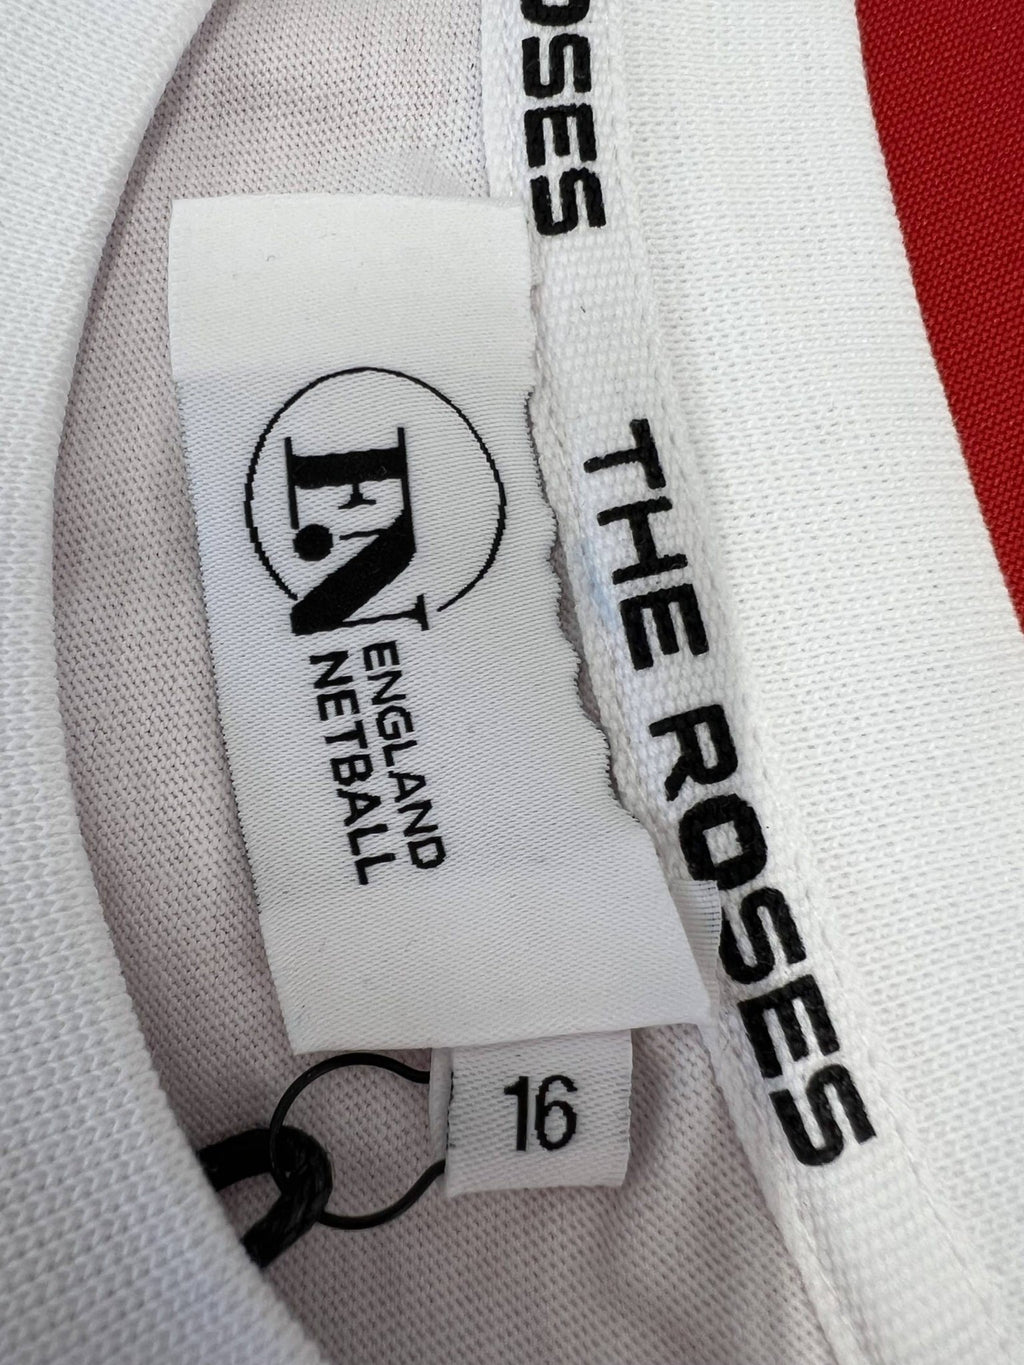 OSES
THE ROSES
EN
ENGLAND
NETBALL
16